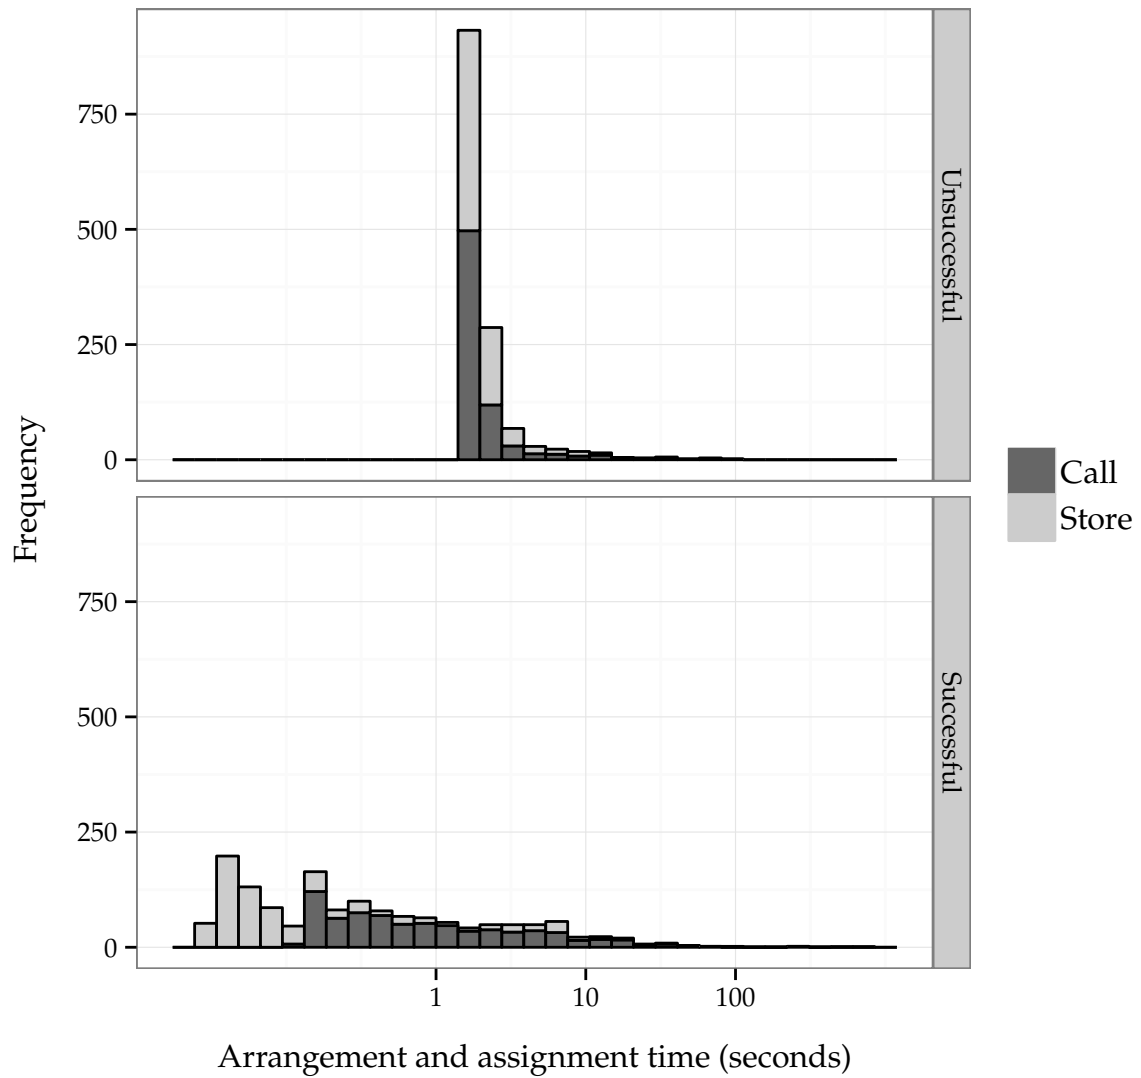 Frequency
750
500
250
0
Unsuccessful
750
500
250
0
Successful
1
10
100
Arrangement and assignment time (seconds)
Call
Store